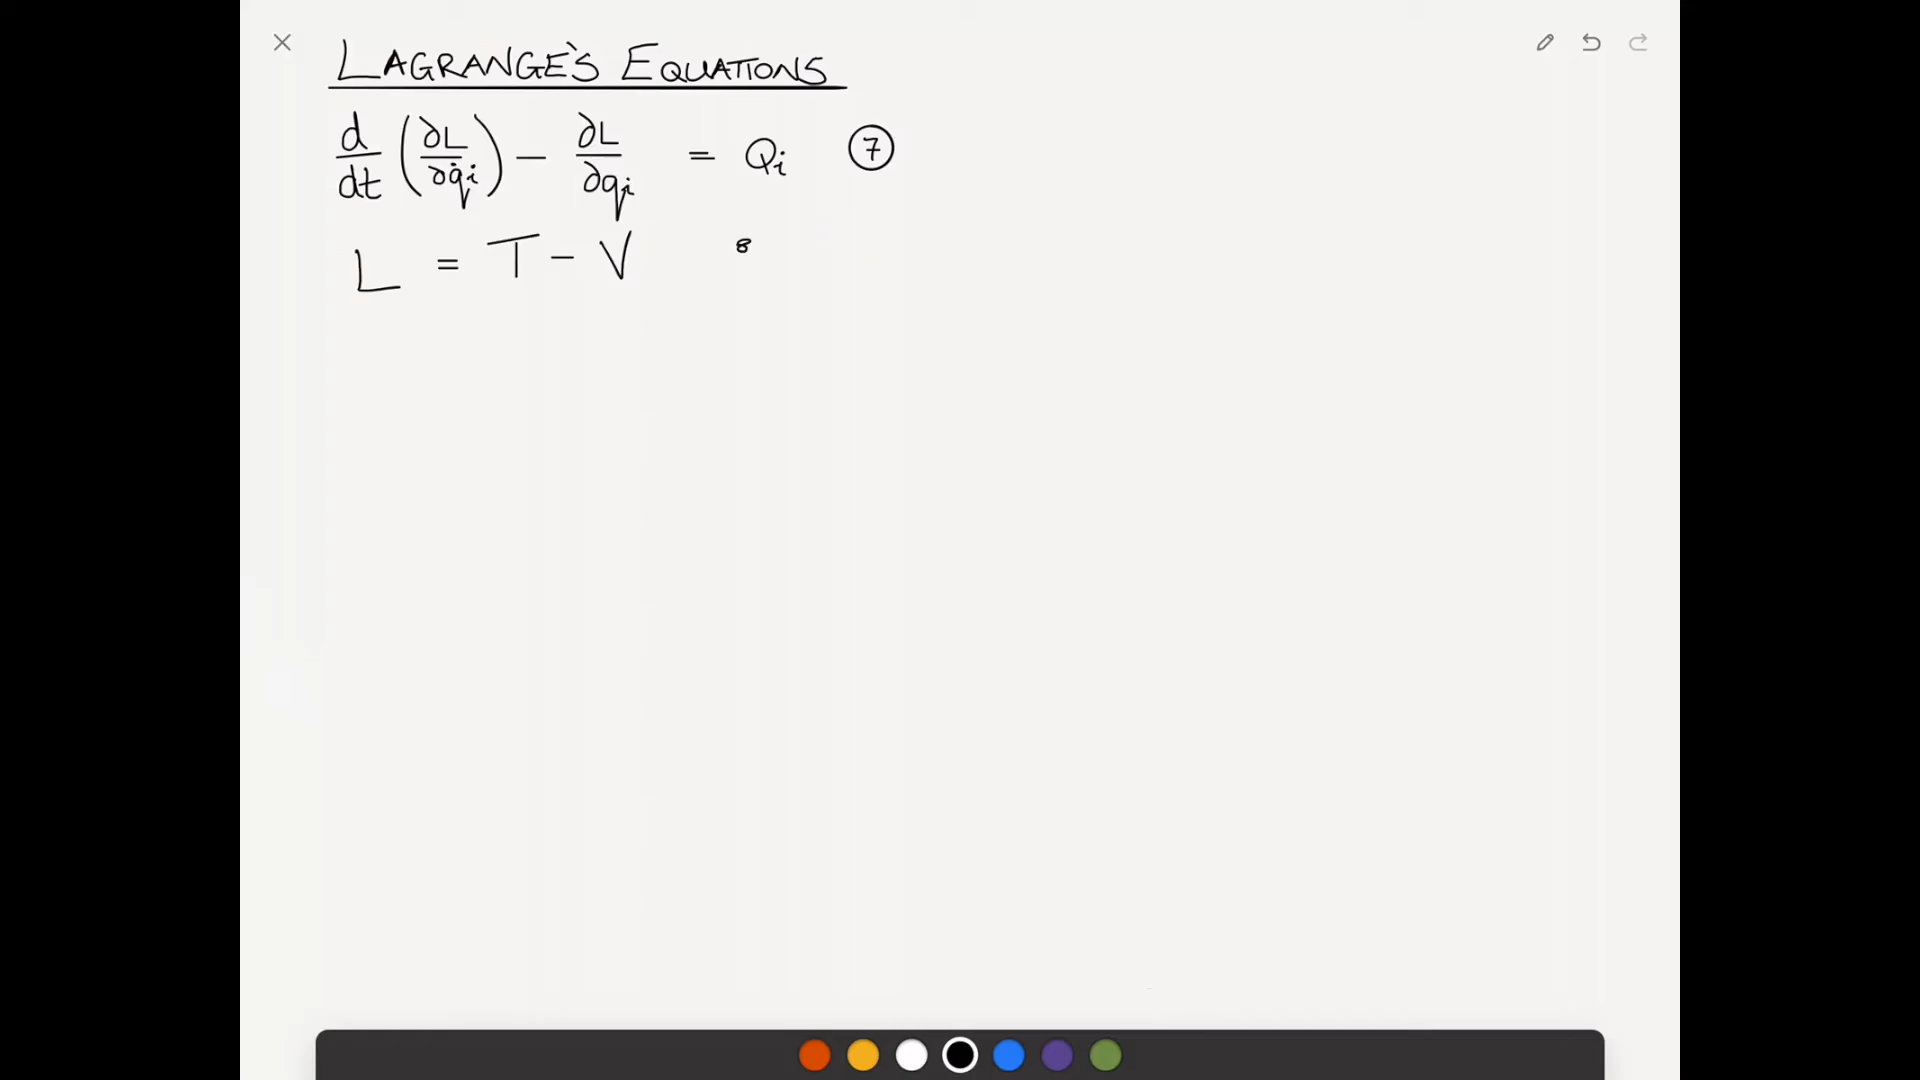 LAGRANGE'S EQUATIONS
d/dt (∂L/∂q̇i) − ∂L/∂qi = Qi ⑦
L = T − V 8